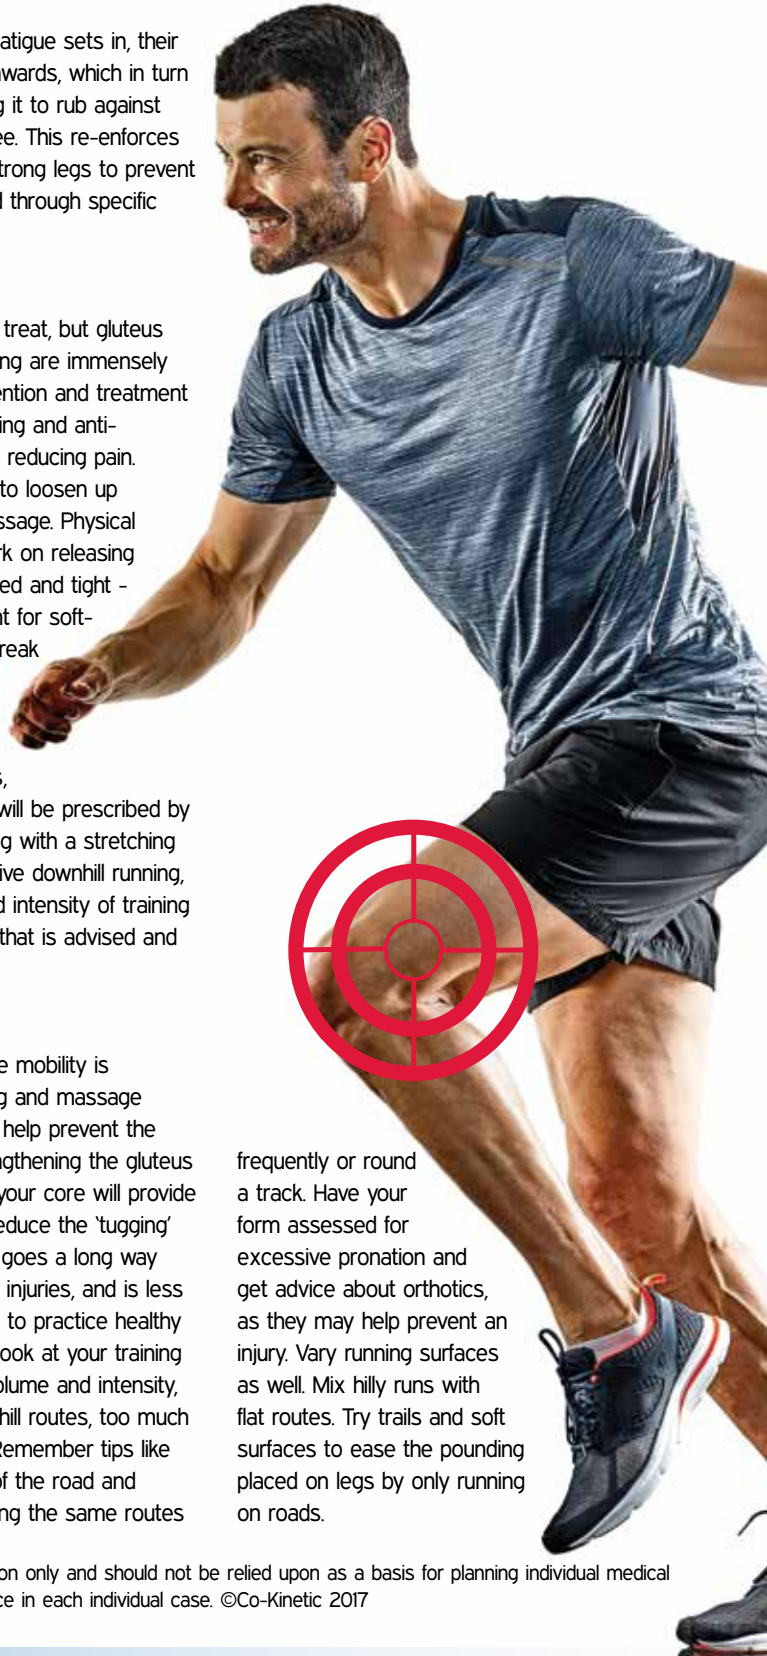 atigue sets in, their
wards, which in turn
g it to rub against
ee. This re-enforces
trong legs to prevent
d through specific
treat, but gluteus
ng are immensely
ention and treatment
ing and anti-
reducing pain.
to loosen up
ssage. Physical
rk on releasing
ed and tight -
nt for soft-
reak
s,
will be prescribed by
g with a stretching
ive downhill running,
d intensity of training
that is advised and
e mobility is
g and massage
help prevent the
ngthening the gluteus
your core will provide
educe the ‘tugging’
goes a long way
injuries, and is less
to practice healthy
ook at your training
olume and intensity,
hill routes, too much
Remember tips like
of the road and
ng the same routes
frequently or round
a track. Have your
form assessed for
excessive pronation and
get advice about orthotics,
as they may help prevent an
injury. Vary running surfaces
as well. Mix hilly runs with
flat routes. Try trails and soft
surfaces to ease the pounding
placed on legs by only running
on roads.
on only and should not be relied upon as a basis for planning individual medical
ce in each individual case. ©Co-Kinetic 2017